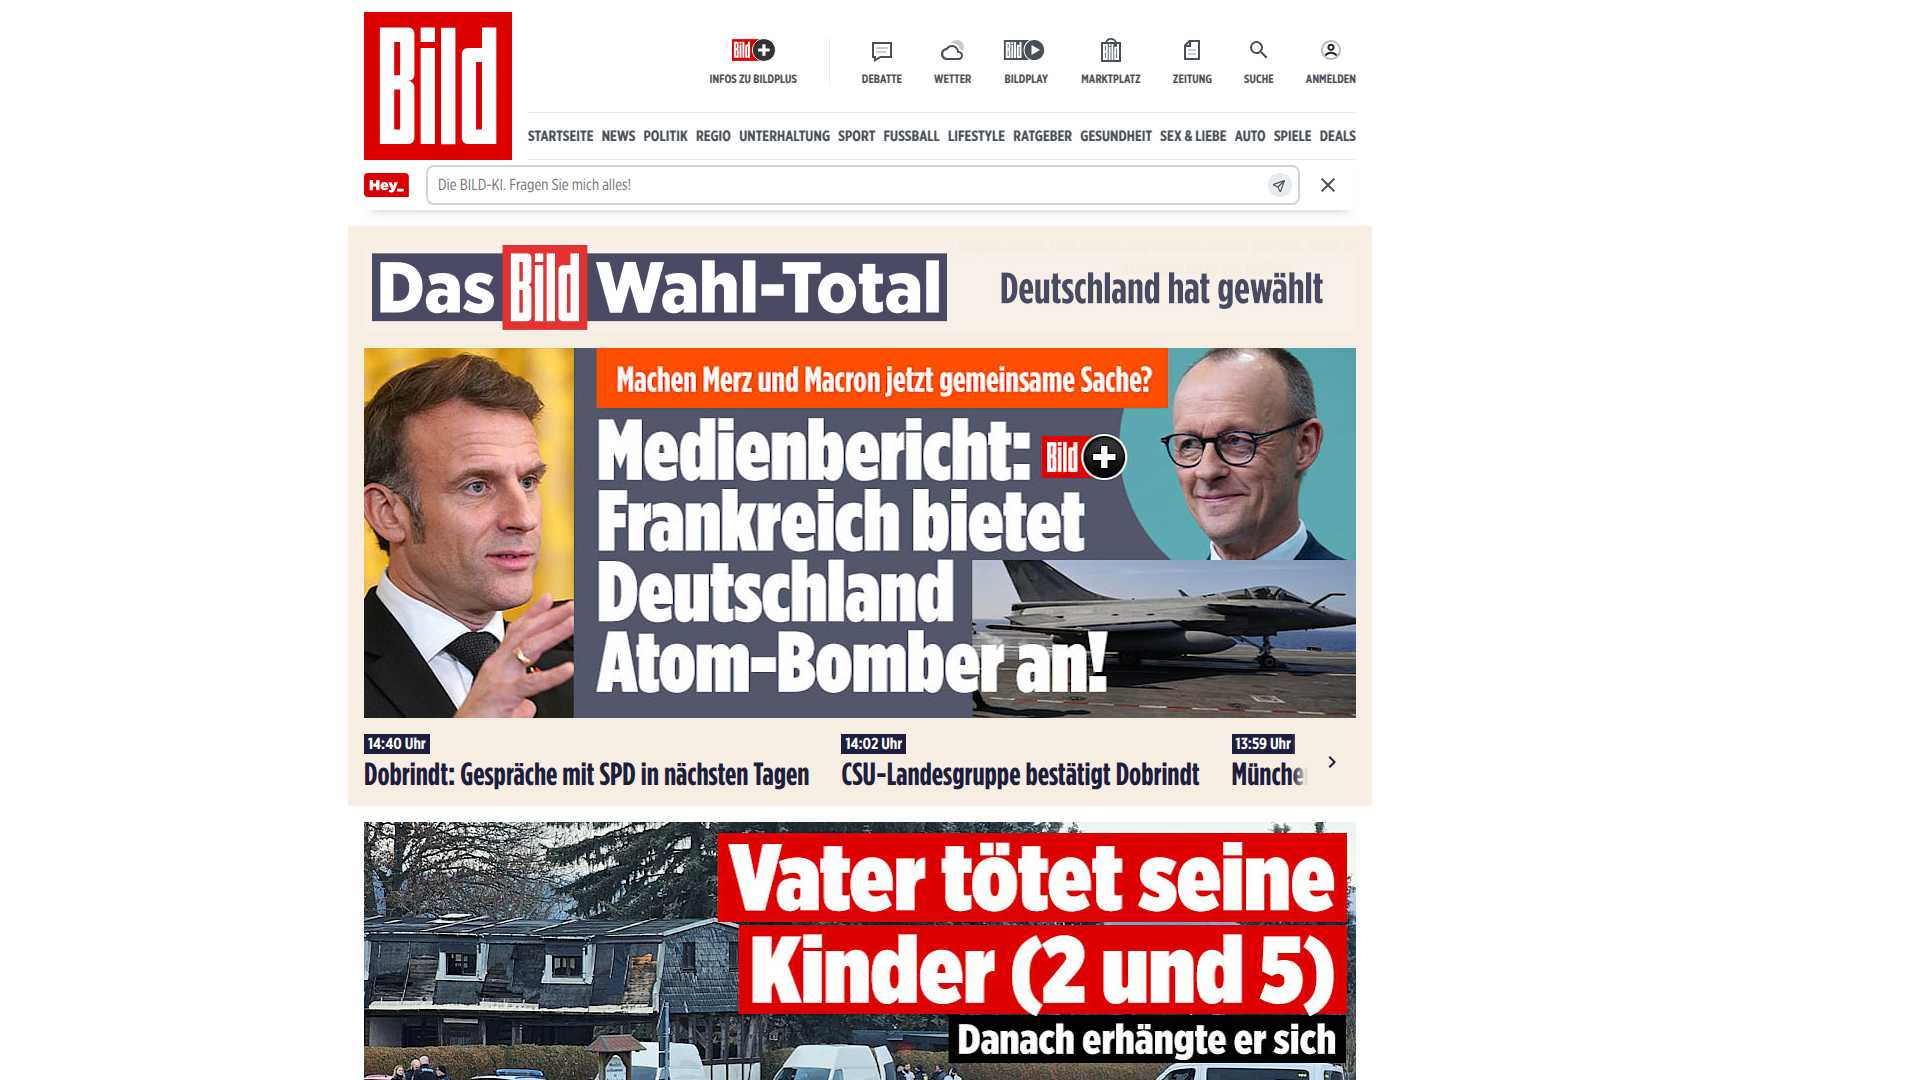 Bild
Bild
INFOS ZU BILDPLUS
DEBATTE
WETTER
Bild
BILDPLAY
Bild
MARKTPLATZ
ZEITUNG
SUCHE
ANMELDEN
STARTSEITE NEWS POLITIK REGIO UNTERHALTUNG SPORT FUSSBALL LIFESTYLE RATGEBER GESUNDHEIT SEX & LIEBE AUTO SPIELE DEALS
Hey_
Die BILD-KI. Fragen Sie mich alles!
Das Bild Wahl-Total
Deutschland hat gewählt
Machen Merz und Macron jetzt gemeinsame Sache?
Medienbericht: Bild
Frankreich bietet
Deutschland
Atom-Bomber an!
14:40 Uhr
Dobrindt: Gespräche mit SPD in nächsten Tagen
14:02 Uhr
CSU-Landesgruppe bestätigt Dobrindt
13:59 Uhr
Münche
Vater tötet seine
Kinder (2 und 5)
Danach erhängte er sich